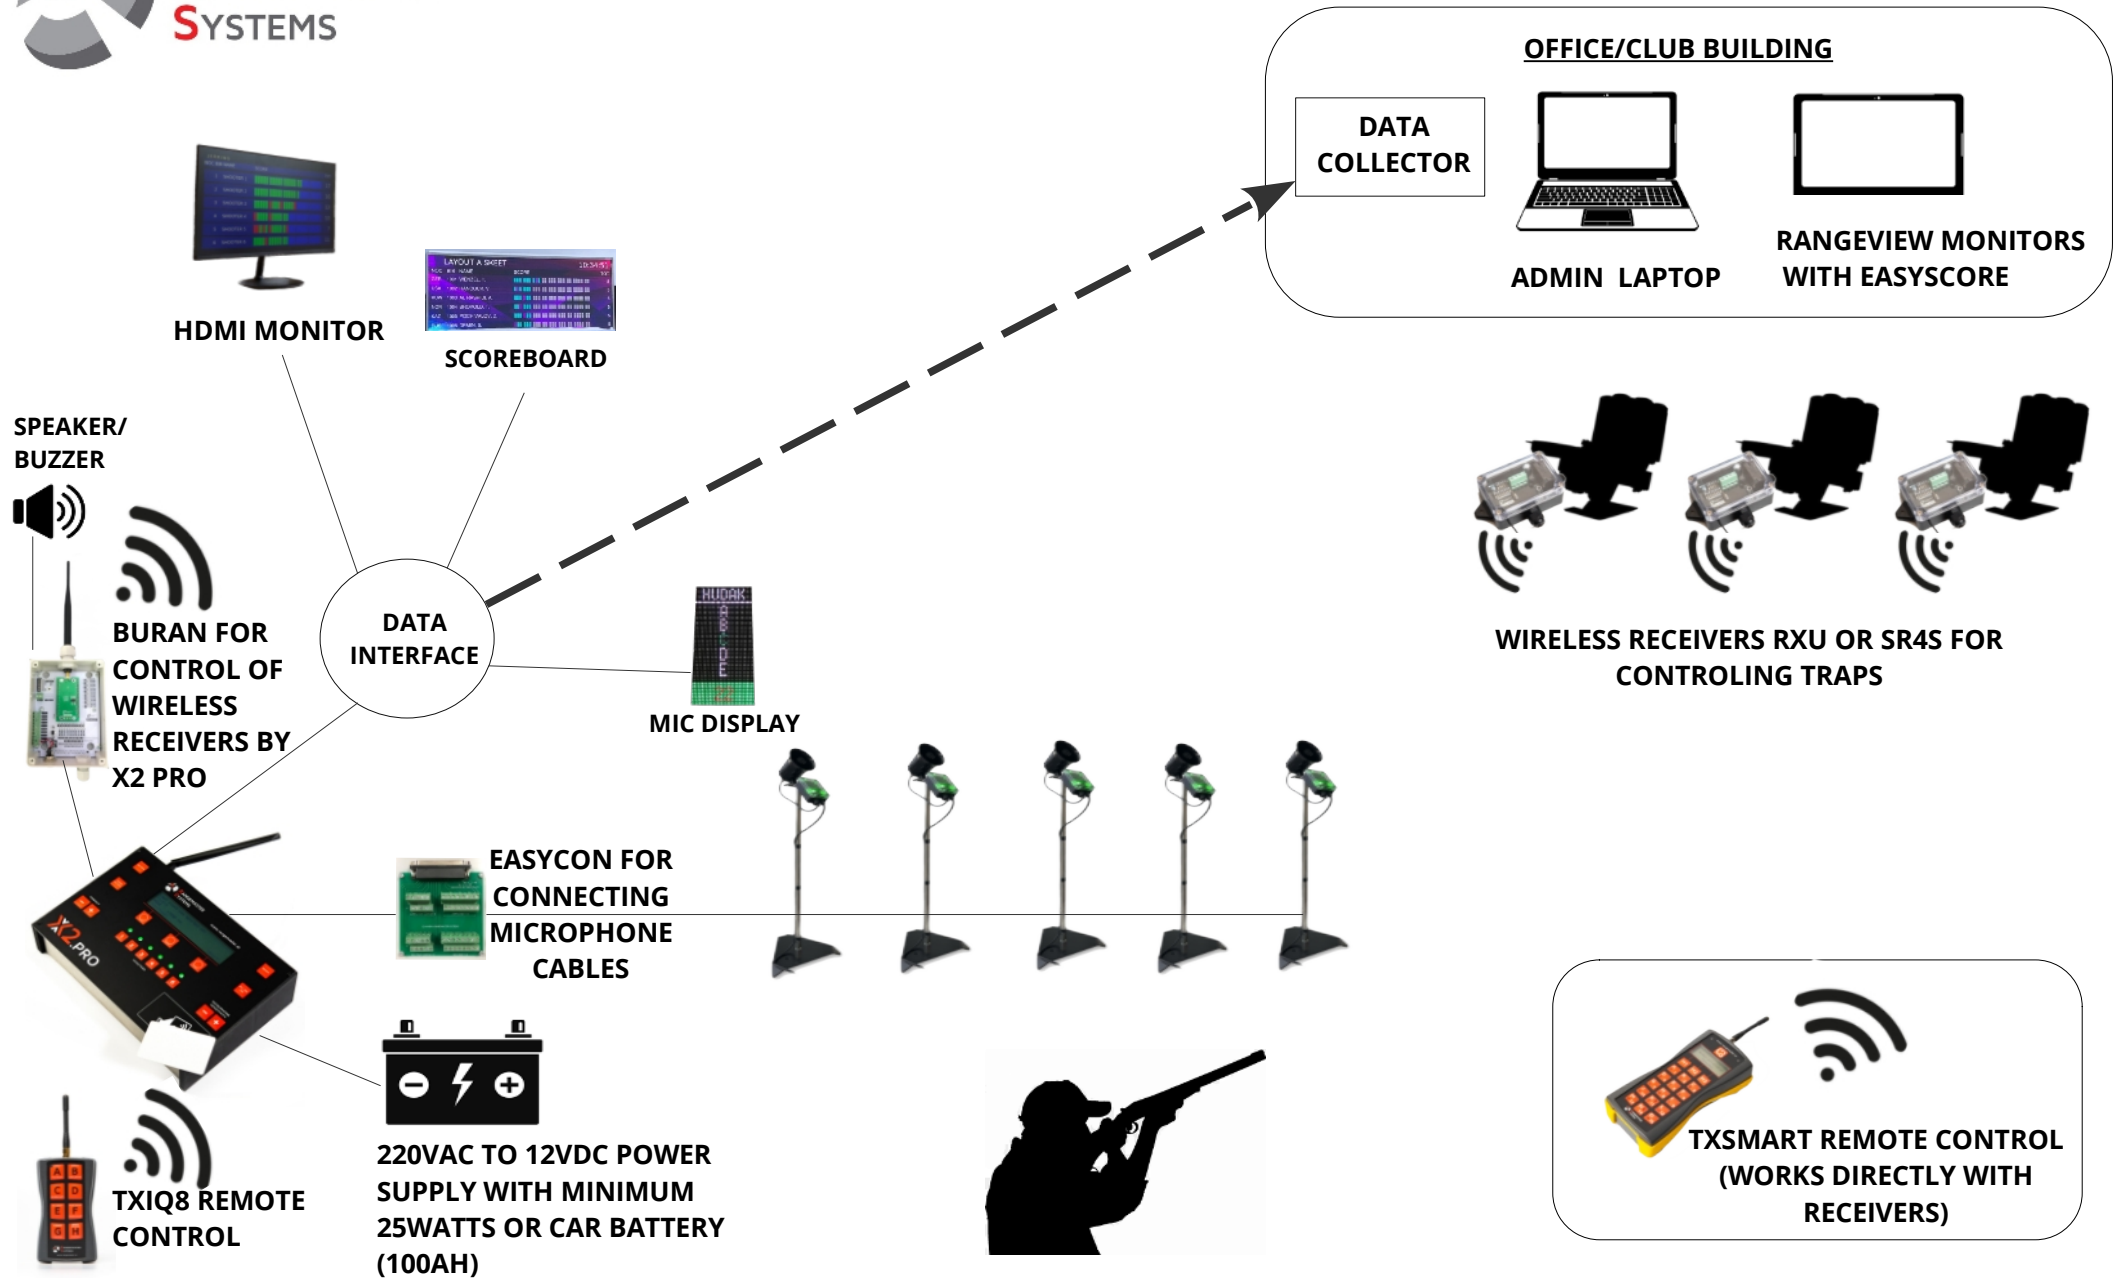 SYSTEMS
OFFICE/CLUB BUILDING
DATA
COLLECTOR
ADMIN LAPTOP
RANGEVIEW MONITORS
WITH EASYSCORE
HDMI MONITOR
LAYOUT A SKEET
SCOREBOARD
SPEAKER/
BUZZER
BURAN FOR
CONTROL OF
WIRELESS
RECEIVERS BY
X2 PRO
DATA
INTERFACE
HUDAK
A
B
C
D
E
MIC DISPLAY
WIRELESS RECEIVERS RXU OR SR4S FOR
CONTROLING TRAPS
X2.PRO
EASYCON FOR
CONNECTING
MICROPHONE
CABLES
220VAC TO 12VDC POWER
SUPPLY WITH MINIMUM
25WATTS OR CAR BATTERY
(100AH)
A B
C D
E F
G H
TXIQ8 REMOTE
CONTROL
TXSMART REMOTE CONTROL
(WORKS DIRECTLY WITH
RECEIVERS)